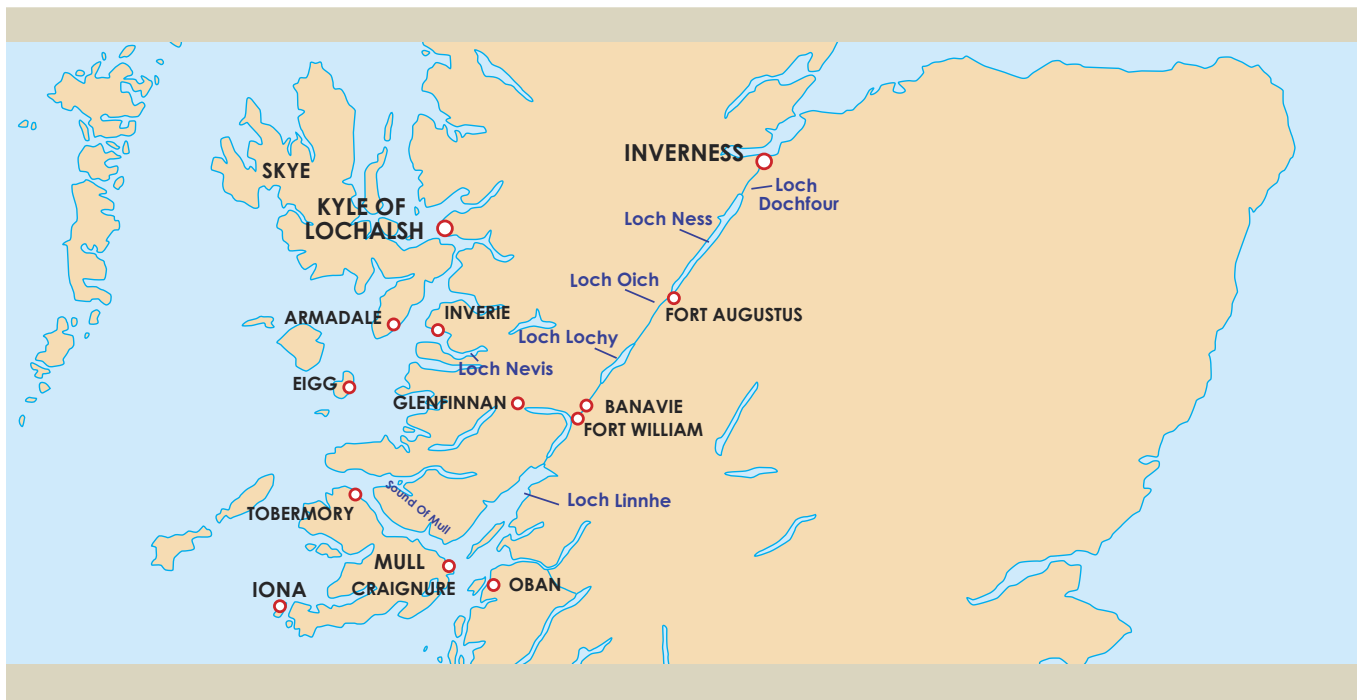 INVERNESS
SKYE
Loch
Dochfour
KYLE OF
LOCHALSH
Loch Ness
Loch Oich
ARMADALE
INVERIE
FORT AUGUSTUS
Loch Lochy
Loch Nevis
EIGG
GLENFINNAN
BANAVIE
FORT WILLIAM
Sound Of Mull
Loch Linnhe
TOBERMORY
MULL
CRAIGNURE
OBAN
IONA